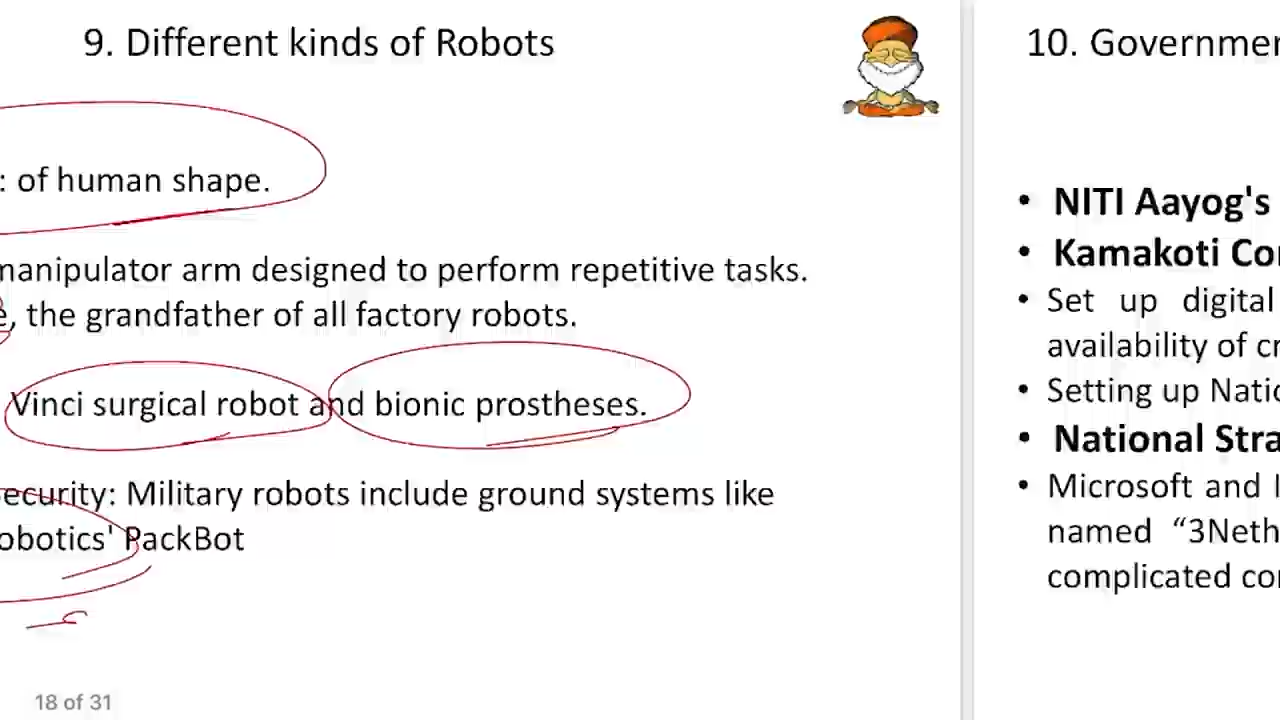 9. Different kinds of Robots
: of human shape.
manipulator arm designed to perform repetitive tasks.
e, the grandfather of all factory robots.
Vinci surgical robot and bionic prostheses.
ecurity: Military robots include ground systems like
obotics' PackBot
18 of 31
10. Governmen
• NITI Aayog's
• Kamakoti Co
• Set up digital
availability of c
• Setting up Natio
• National Stra
• Microsoft and I
named “3Neth
complicated co